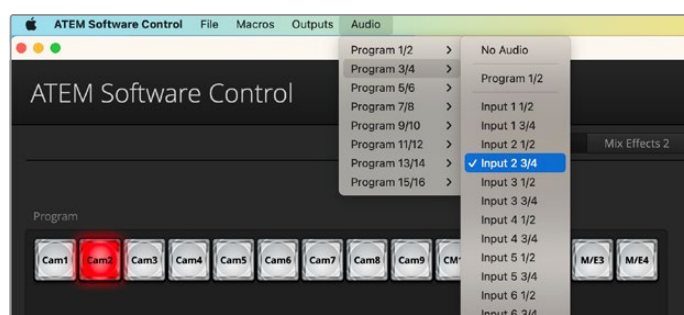 ATEM Software Control File Macros Outputs Audio
ATEM Software Control
Program 1/2 >
Program 3/4 >
Program 5/6 >
Program 7/8 >
Program 9/10 >
Program 11/12 >
Program 13/14 >
Program 15/16 >
No Audio
Program 1/2
Input 1 1/2
Input 1 3/4
Input 2 1/2
✓ Input 2 3/4
Input 3 1/2
Input 3 3/4
Input 4 1/2
Input 4 3/4
Input 5 1/2
Input 5 3/4
Input 6 1/2
Input 6 3/4
Mix Effects 2
Program
Cam1 Cam2 Cam3 Cam4 Cam5 Cam6 Cam7 Cam8 Cam9 M/E3 M/E4